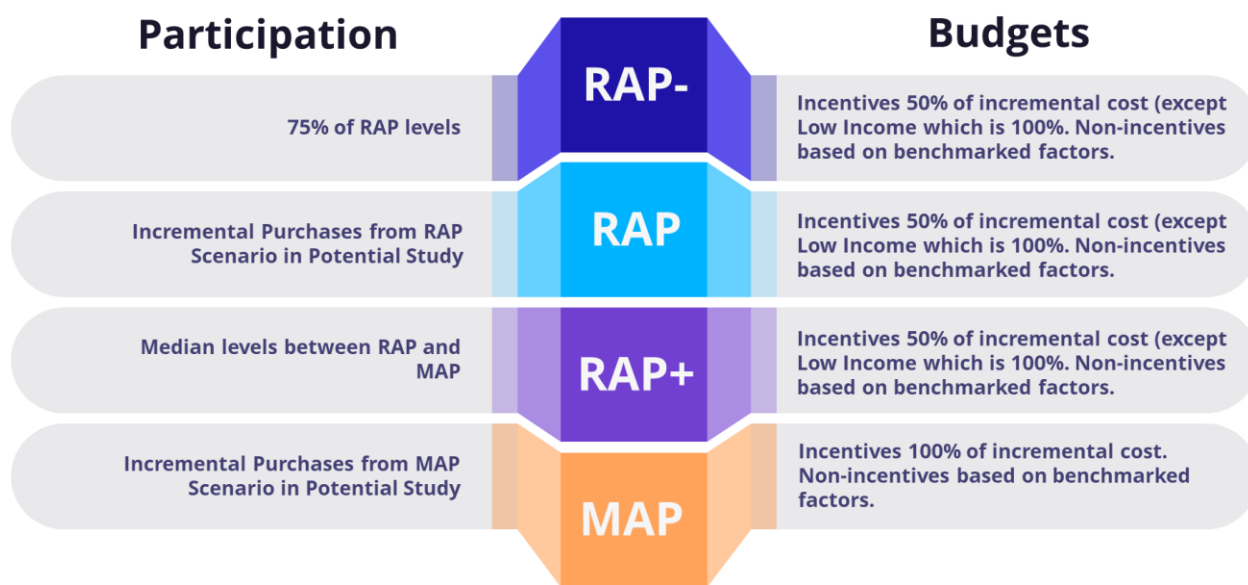 Participation
Budgets
RAP-
75% of RAP levels
Incentives 50% of incremental cost (except
Low Income which is 100%. Non-incentives
based on benchmarked factors.
RAP
Incremental Purchases from RAP
Scenario in Potential Study
Incentives 50% of incremental cost (except
Low Income which is 100%. Non-incentives
based on benchmarked factors.
RAP+
Median levels between RAP and
MAP
Incentives 50% of incremental cost (except
Low Income which is 100%. Non-incentives
based on benchmarked factors.
MAP
Incremental Purchases from MAP
Scenario in Potential Study
Incentives 100% of incremental cost.
Non-incentives based on benchmarked
factors.